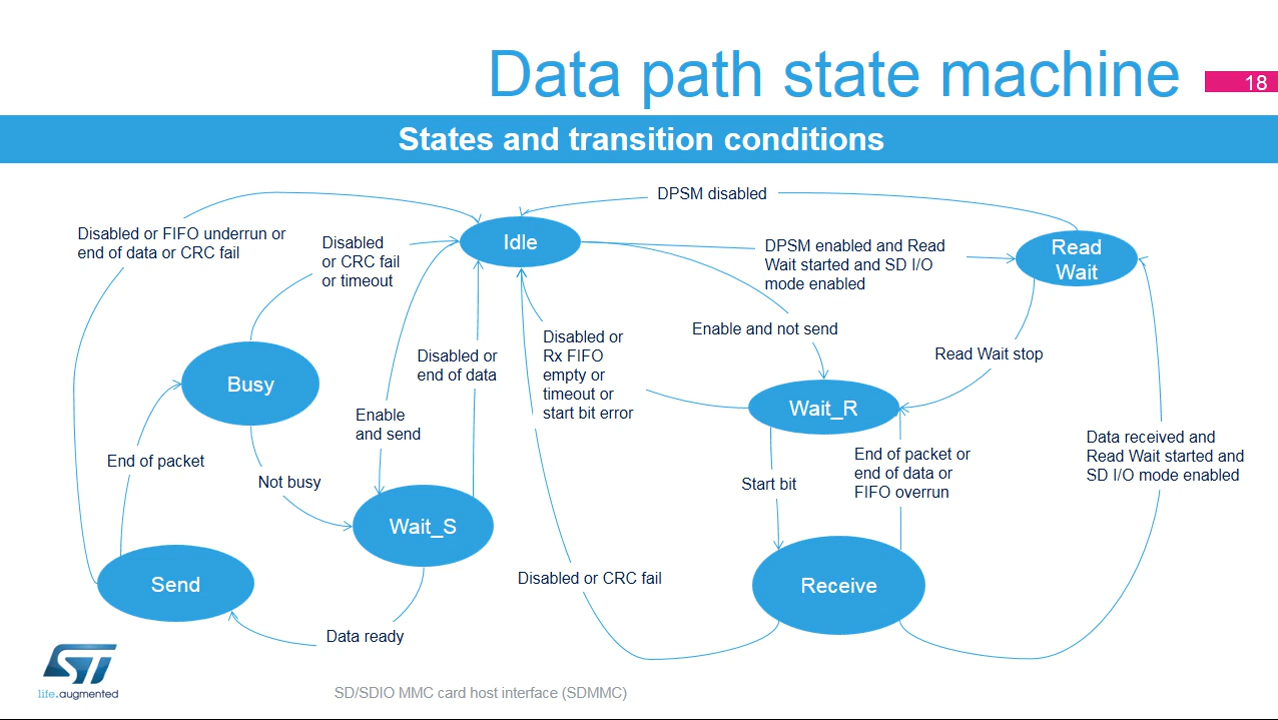 Data path state machine
18
States and transition conditions
DPSM disabled
Disabled or FIFO underrun or
end of data or CRC fail
Disabled
or CRC fail
or timeout
Idle
DPSM enabled and Read
Wait started and SD I/O
mode enabled
Read
Wait
Enable and not send
Disabled or
end of data
Disabled or
Rx FIFO
empty or
timeout or
start bit error
Read Wait stop
Busy
Enable
and send
Wait_R
End of packet
Not busy
Start bit
End of packet or
end of data or
FIFO overrun
Data received and
Read Wait started and
SD I/O mode enabled
Wait_S
Send
Disabled or CRC fail
Receive
Data ready
ST
life.augmented
SD/SDIO MMC card host interface (SDMMC)